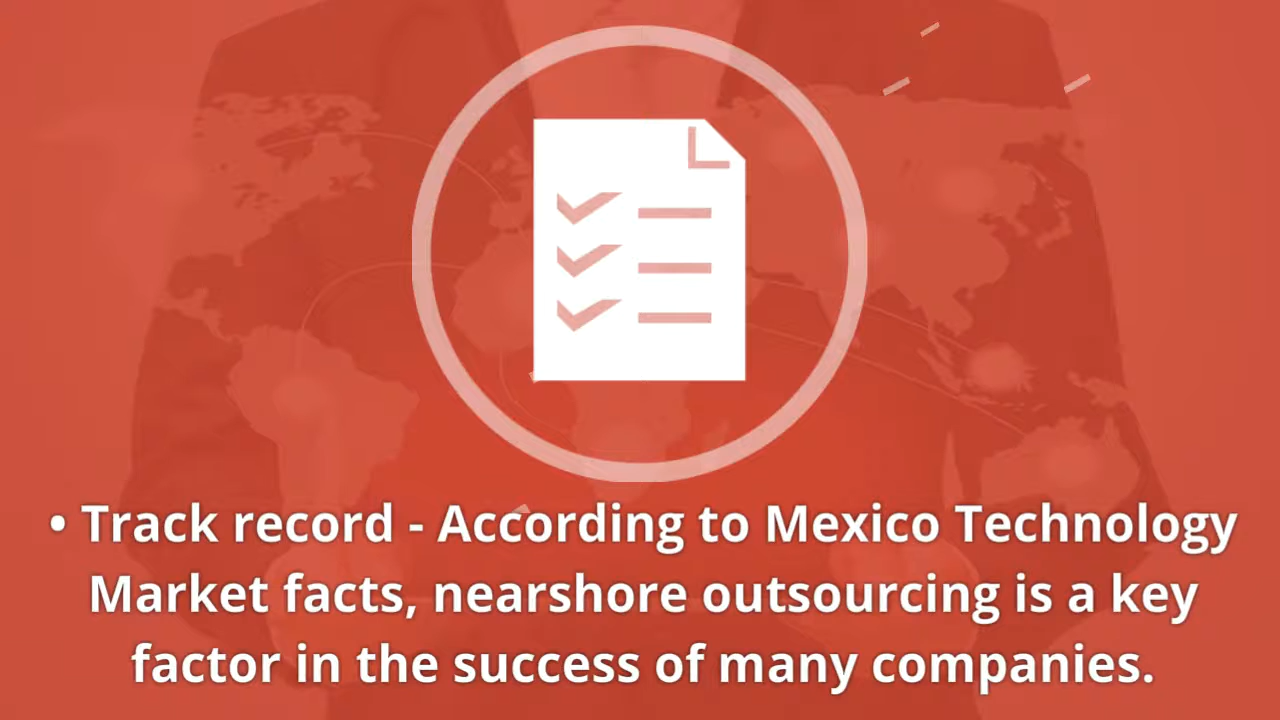 • Track record - According to Mexico Technology
Market facts, nearshore outsourcing is a key
factor in the success of many companies.